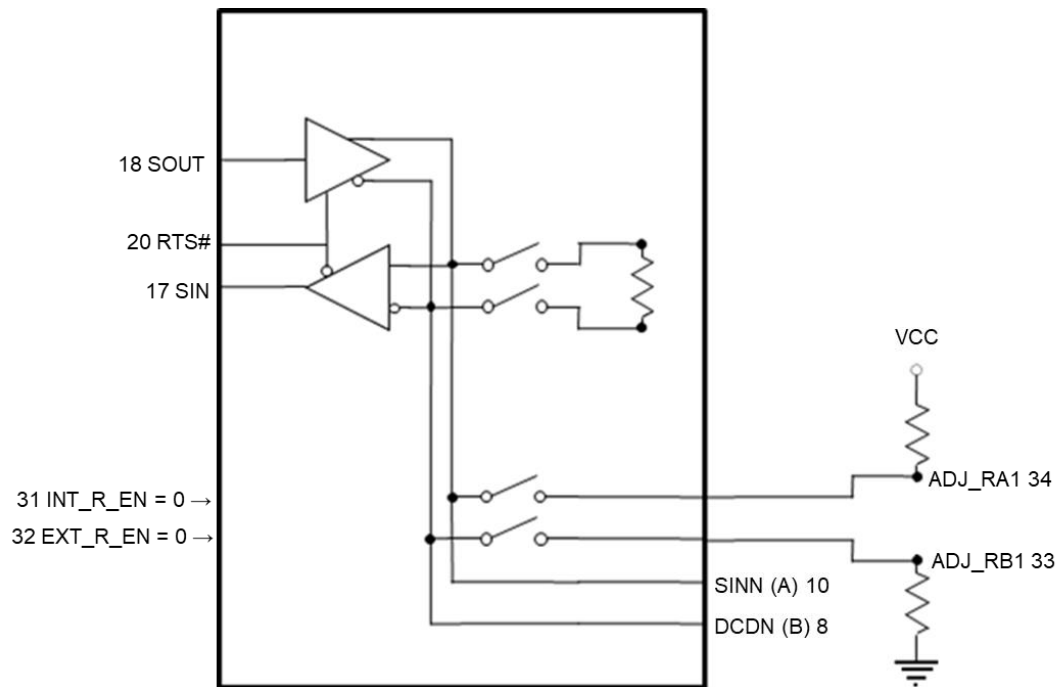 18 SOUT
20 RTS#
17 SIN
VCC
ADJ_RA1 34
31 INT_R_EN = 0 →
32 EXT_R_EN = 0 →
ADJ_RB1 33
SINN (A) 10
DCDN (B) 8